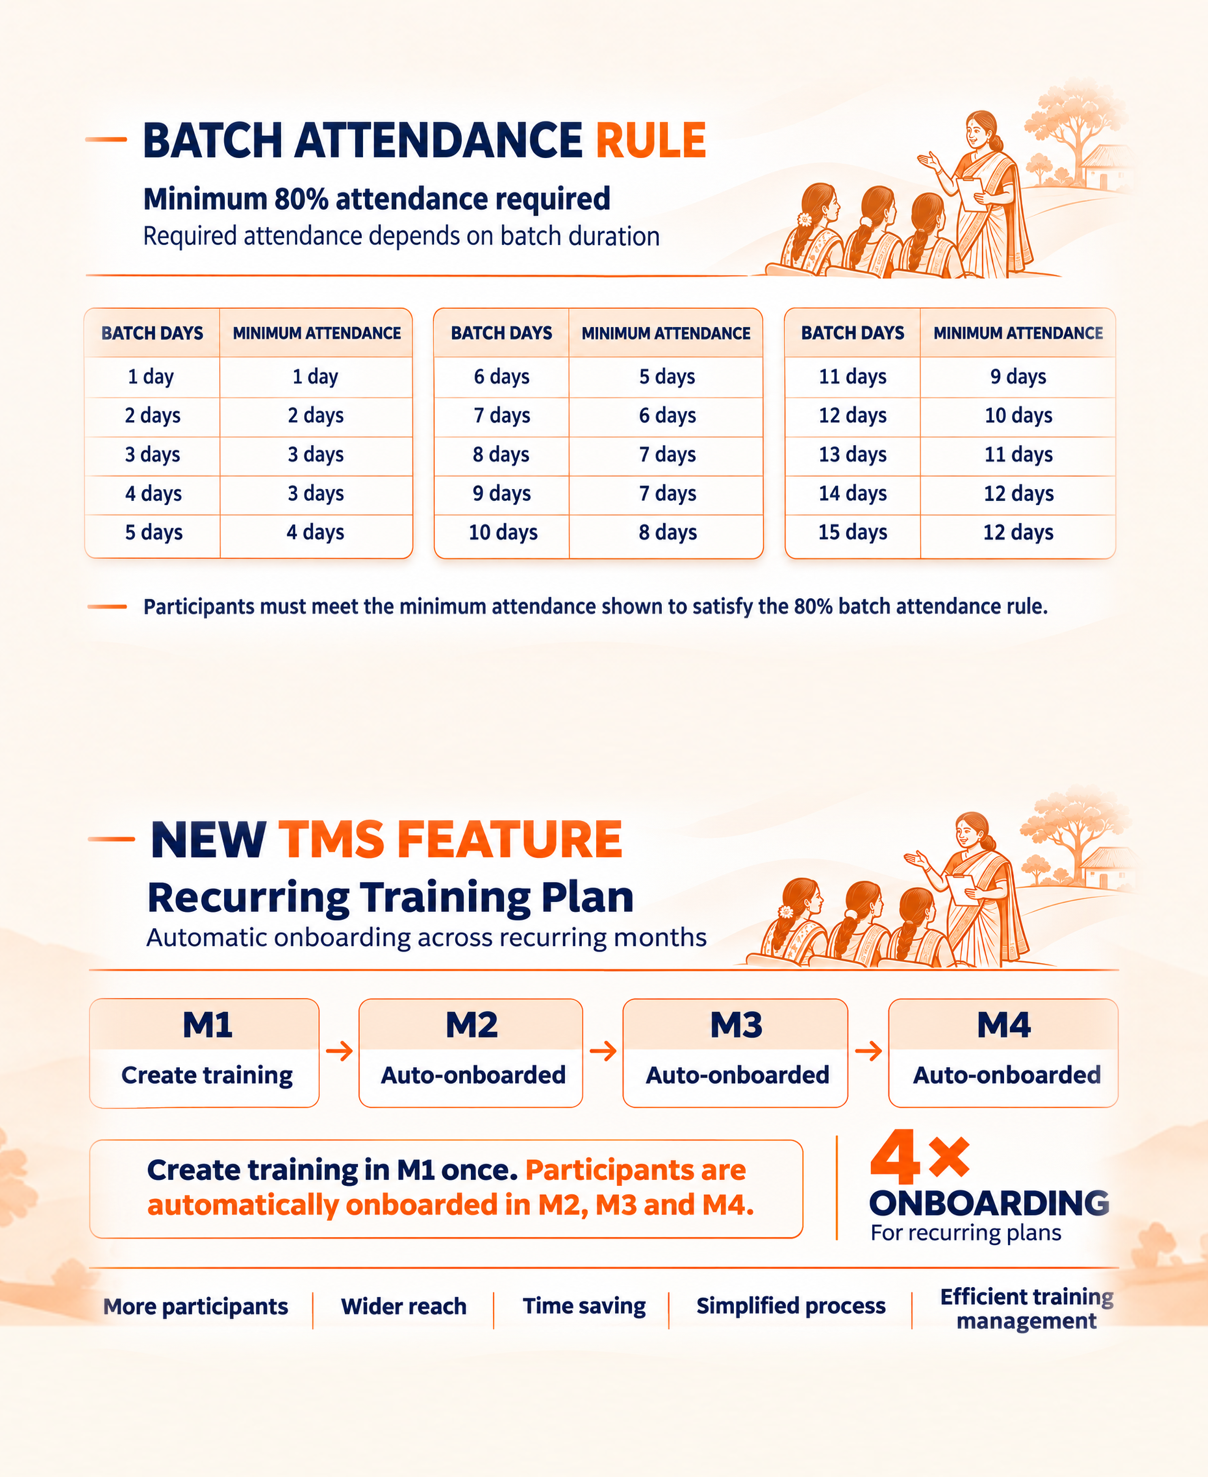 BATCH ATTENDANCE RULE
Minimum 80% attendance required
Required attendance depends on batch duration
BATCH DAYS MINIMUM ATTENDANCE
1 day 1 day
2 days 2 days
3 days 3 days
4 days 3 days
5 days 4 days
BATCH DAYS MINIMUM ATTENDANCE
6 days 5 days
7 days 6 days
8 days 7 days
9 days 7 days
10 days 8 days
BATCH DAYS MINIMUM ATTENDANCE
11 days 9 days
12 days 10 days
13 days 11 days
14 days 12 days
15 days 12 days
Participants must meet the minimum attendance shown to satisfy the 80% batch attendance rule.
NEW TMS FEATURE
Recurring Training Plan
Automatic onboarding across recurring months
M1
Create training
→
M2
Auto-onboarded
→
M3
Auto-onboarded
→
M4
Auto-onboarded
Create training in M1 once. Participants are
automatically onboarded in M2, M3 and M4.
4×
ONBOARDING
For recurring plans
More participants
Wider reach
Time saving
Simplified process
Efficient training
management